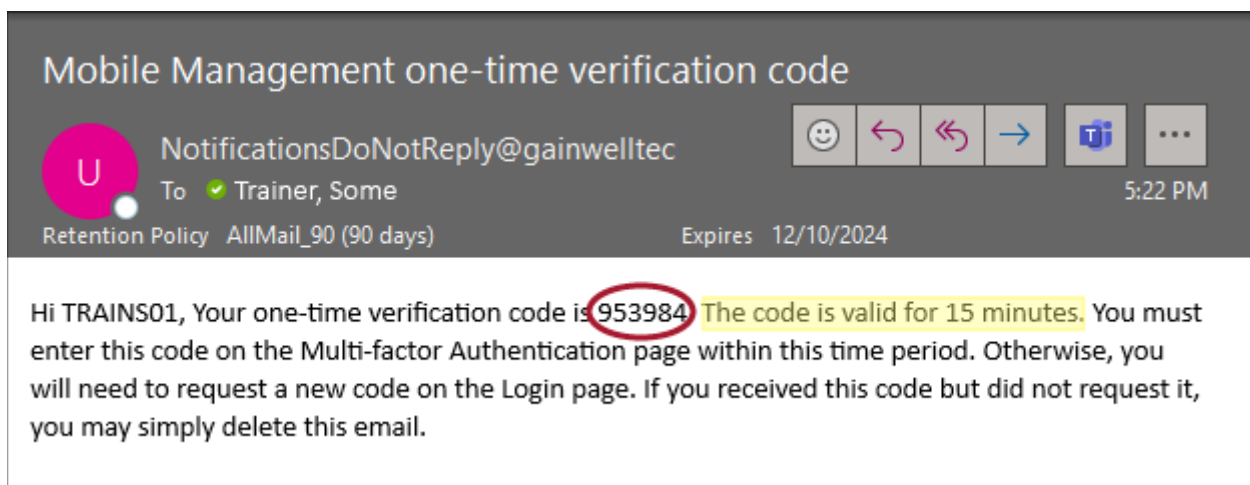 Mobile Management one-time verification code
U
NotificationsDoNotReply@gainwelltec
To Trainer, Some
5:22 PM
Retention Policy AllMail_90 (90 days) Expires 12/10/2024
Hi TRAINS01, Your one-time verification code is 953984. The code is valid for 15 minutes. You must
enter this code on the Multi-factor Authentication page within this time period. Otherwise, you
will need to request a new code on the Login page. If you received this code but did not request it,
you may simply delete this email.